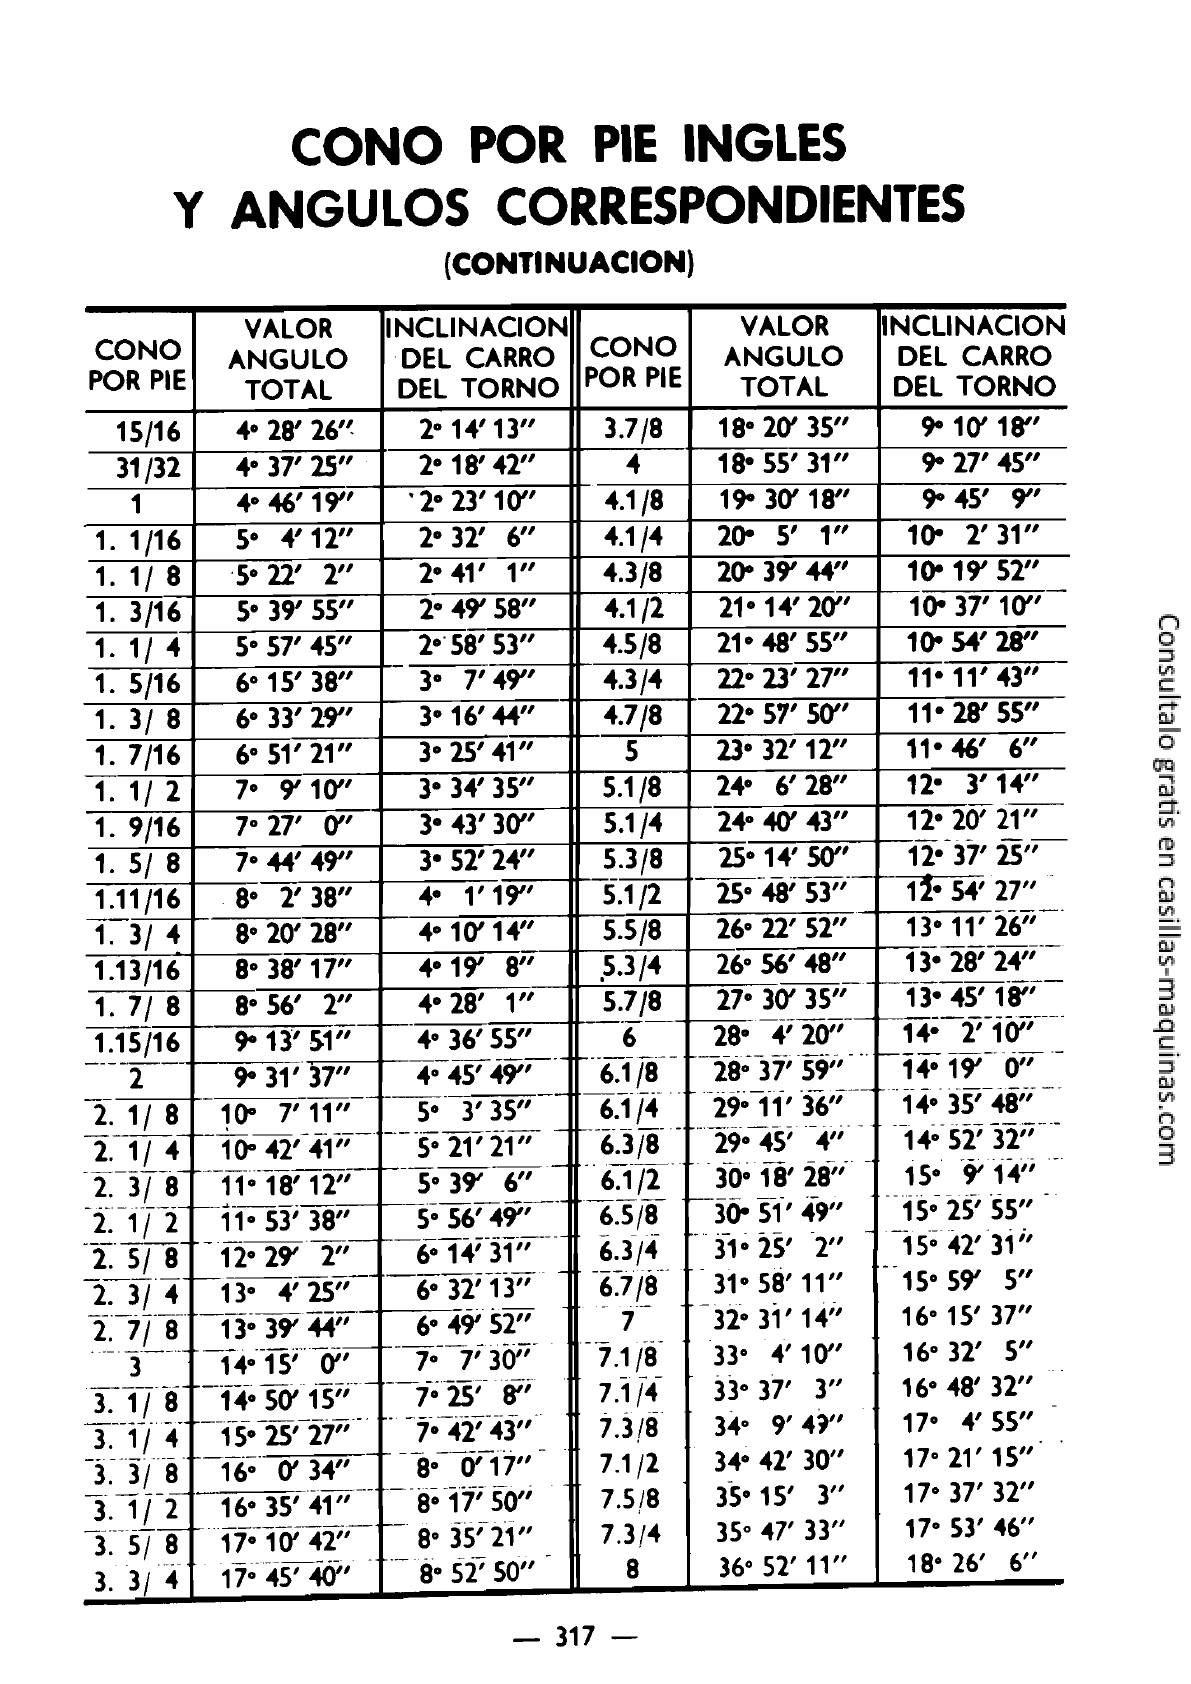 CONO POR PIE INGLES
Y ANGULOS CORRESPONDIENTES
(CONTINUACION)
CONO POR PIE | VALOR ANGULO TOTAL | INCLINACION DEL CARRO DEL TORNO | CONO POR PIE | VALOR ANGULO TOTAL | INCLINACION DEL CARRO DEL TORNO
15/16 | 4° 28′ 26″ | 2° 14′ 13″ | 3.7/8 | 18° 20′ 35″ | 9° 10′ 18″
31/32 | 4° 37′ 25″ | 2° 18′ 42″ | 4 | 18° 55′ 31″ | 9° 27′ 45″
1 | 4° 46′ 19″ | 2° 23′ 10″ | 4.1/8 | 19° 30′ 18″ | 9° 45′ 9″
1. 1/16 | 5° 4′ 12″ | 2° 32′ 6″ | 4.1/4 | 20° 5′ 1″ | 10° 2′ 31″
1. 1/ 8 | 5° 22′ 2″ | 2° 41′ 1″ | 4.3/8 | 20° 39′ 44″ | 10° 19′ 52″
1. 3/16 | 5° 39′ 55″ | 2° 49′ 58″ | 4.1/2 | 21° 14′ 20″ | 10° 37′ 10″
1. 1/ 4 | 5° 57′ 45″ | 2° 58′ 53″ | 4.5/8 | 21° 48′ 55″ | 10° 54′ 28″
1. 5/16 | 6° 15′ 38″ | 3° 7′ 49″ | 4.3/4 | 22° 23′ 27″ | 11° 11′ 43″
1. 3/ 8 | 6° 33′ 29″ | 3° 16′ 44″ | 4.7/8 | 22° 57′ 50″ | 11° 28′ 55″
1. 7/16 | 6° 51′ 21″ | 3° 25′ 41″ | 5 | 23° 32′ 12″ | 11° 46′ 6″
1. 1/ 2 | 7° 9′ 10″ | 3° 34′ 35″ | 5.1/8 | 24° 6′ 28″ | 12° 3′ 14″
1. 9/16 | 7° 27′ 0″ | 3° 43′ 30″ | 5.1/4 | 24° 40′ 43″ | 12° 20′ 21″
1. 5/ 8 | 7° 44′ 49″ | 3° 52′ 24″ | 5.3/8 | 25° 14′ 50″ | 12° 37′ 25″
1.11/16 | 8° 2′ 38″ | 4° 1′ 19″ | 5.1/2 | 25° 48′ 53″ | 12° 54′ 27″
1. 3/ 4 | 8° 20′ 28″ | 4° 10′ 14″ | 5.5/8 | 26° 22′ 52″ | 13° 11′ 26″
1.13/16 | 8° 38′ 17″ | 4° 19′ 8″ | 5.3/4 | 26° 56′ 48″ | 13° 28′ 24″
1. 7/ 8 | 8° 56′ 2″ | 4° 28′ 1″ | 5.7/8 | 27° 30′ 35″ | 13° 45′ 18″
1.15/16 | 9° 13′ 51″ | 4° 36′ 55″ | 6 | 28° 4′ 20″ | 14° 2′ 10″
2 | 9° 31′ 37″ | 4° 45′ 49″ | 6.1/8 | 28° 37′ 59″ | 14° 19′ 0″
2. 1/ 8 | 10° 7′ 11″ | 5° 3′ 35″ | 6.1/4 | 29° 11′ 36″ | 14° 35′ 48″
2. 1/ 4 | 10° 42′ 41″ | 5° 21′ 21″ | 6.3/8 | 29° 45′ 4″ | 14° 52′ 32″
2. 3/ 8 | 11° 18′ 12″ | 5° 39′ 6″ | 6.1/2 | 30° 18′ 28″ | 15° 9′ 14″
2. 1/ 2 | 11° 53′ 38″ | 5° 56′ 49″ | 6.5/8 | 30° 51′ 49″ | 15° 25′ 55″
2. 5/ 8 | 12° 29′ 2″ | 6° 14′ 31″ | 6.3/4 | 31° 25′ 2″ | 15° 42′ 31″
2. 3/ 4 | 13° 4′ 25″ | 6° 32′ 13″ | 6.7/8 | 31° 58′ 11″ | 15° 59′ 5″
2. 7/ 8 | 13° 39′ 44″ | 6° 49′ 52″ | 7 | 32° 31′ 14″ | 16° 15′ 37″
3 | 14° 15′ 0″ | 7° 7′ 30″ | 7.1/8 | 33° 4′ 10″ | 16° 32′ 5″
3. 1/ 8 | 14° 50′ 15″ | 7° 25′ 8″ | 7.1/4 | 33° 37′ 3″ | 16° 48′ 32″
3. 1/ 4 | 15° 25′ 27″ | 7° 42′ 43″ | 7.3/8 | 34° 9′ 49″ | 17° 4′ 55″
3. 3/ 8 | 16° 0′ 34″ | 8° 0′ 17″ | 7.1/2 | 34° 42′ 30″ | 17° 21′ 15″
3. 1/ 2 | 16° 35′ 41″ | 8° 17′ 50″ | 7.5/8 | 35° 15′ 3″ | 17° 37′ 32″
3. 5/ 8 | 17° 10′ 42″ | 8° 35′ 21″ | 7.3/4 | 35° 47′ 33″ | 17° 53′ 46″
3. 3/ 4 | 17° 45′ 40″ | 8° 52′ 50″ | 8 | 36° 52′ 11″ | 18° 26′ 6″
— 317 —
Consultalo gratis en casillas-maquinas.com